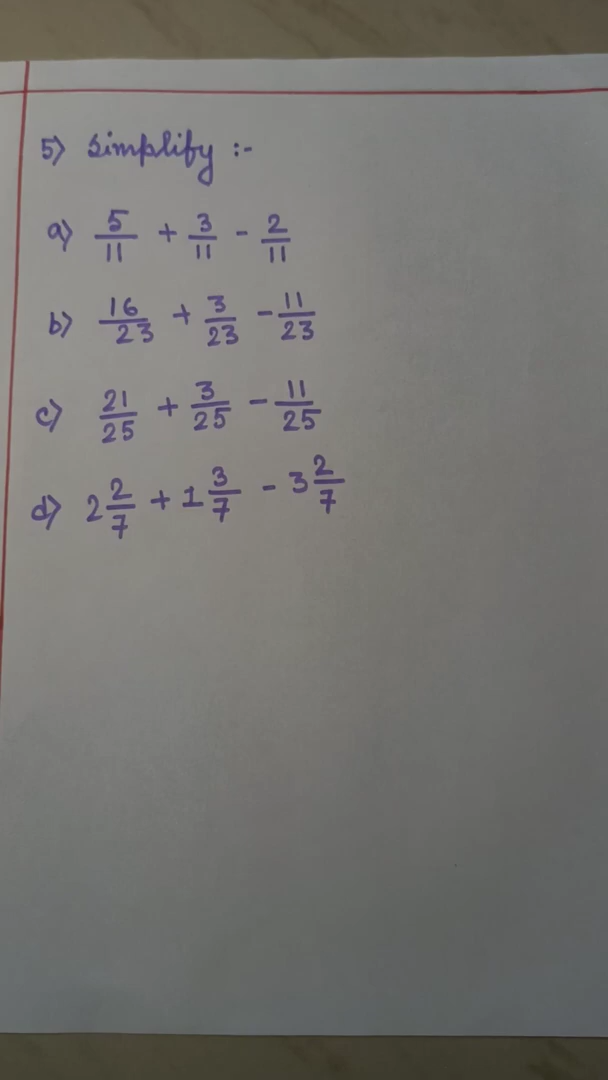 5) Simplify :-
a) 5/11 + 3/11 - 2/11
b) 16/23 + 3/23 - 11/23
c) 21/25 + 3/25 - 11/25
d) 2 2/7 + 1 3/7 - 3 2/7